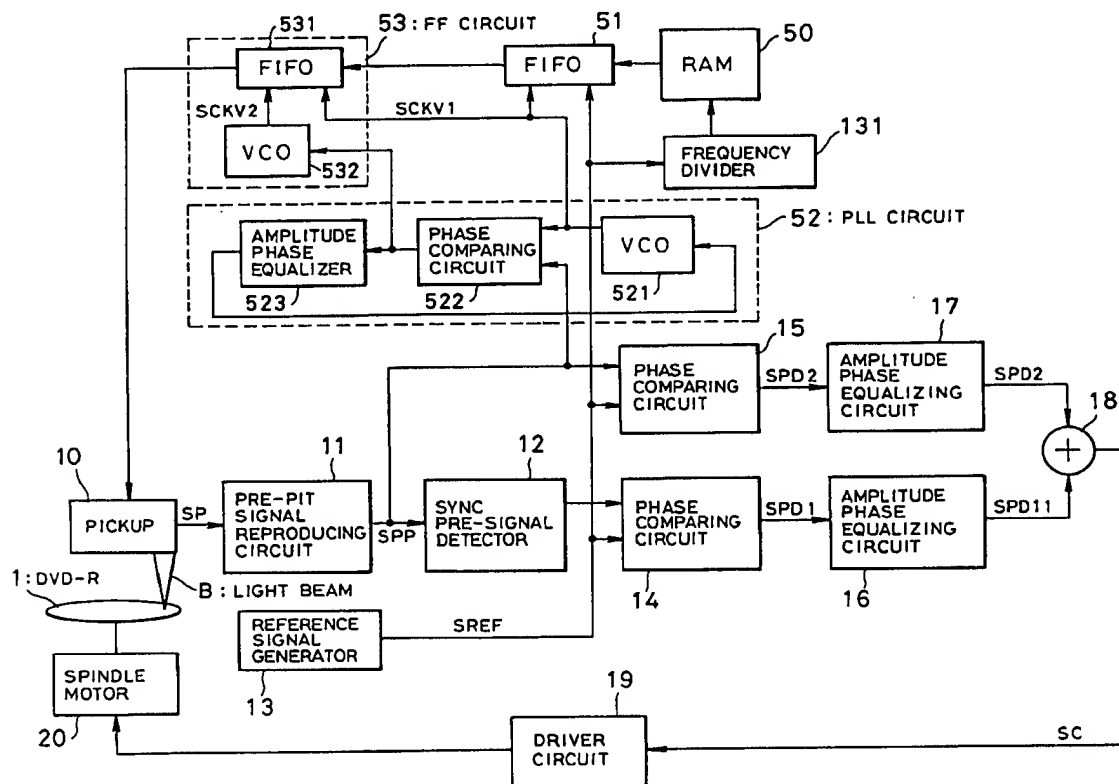 531
53 : FF CIRCUIT
51
50
FIFO
FIFO
RAM
SCKV2
SCKV1
131
VCO
532
FREQUENCY
DIVIDER
52 : PLL CIRCUIT
AMPLITUDE
PHASE
EQUALIZER
523
PHASE
COMPARING
CIRCUIT
522
VCO
521
15
17
PHASE
COMPARING
CIRCUIT
SPD2
AMPLITUDE
PHASE
EQUALIZING
CIRCUIT
SPD2
18
+
10
11
12
PICKUP
SP
PRE-PIT
SIGNAL
REPRODUCING
CIRCUIT
SPP
SYNC
PRE-SIGNAL
DETECTOR
PHASE
COMPARING
CIRCUIT
14
SPD1
AMPLITUDE
PHASE
EQUALIZING
CIRCUIT
16
SPD11
1 : DVD-R
B : LIGHT BEAM
REFERENCE
SIGNAL
GENERATOR
13
SREF
SPINDLE
MOTOR
20
19
DRIVER
CIRCUIT
SC